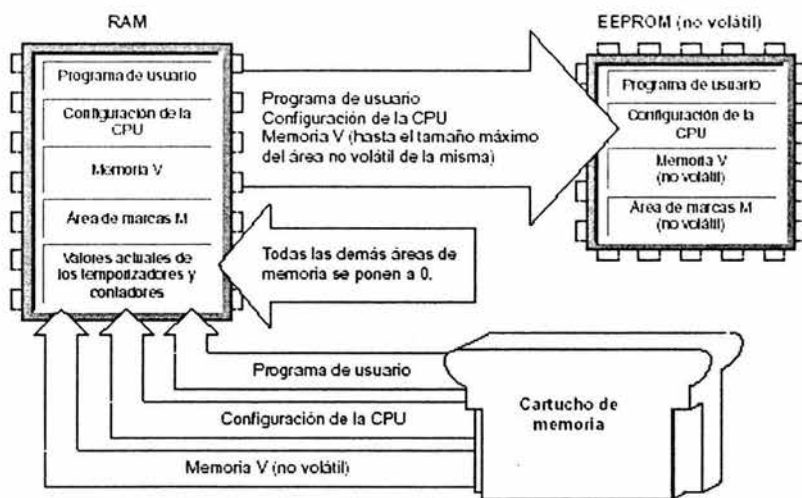 RAM
EEPROM (no volátil)
Programa de usuario
Configuración de la
CPU
Memoria V
Área de marcas M
Valores actuales de
los temporizadores y
contadores
Programa de usuario
Configuración de la CPU
Memoria V (hasta el tamaño máximo
del área no volátil de la misma)
Programa de usuario
Configuración de la
CPU
Memoria V
(no volátil)
Área de marcas M
(no volátil)
Todas las demás áreas de
memoria se ponen a 0.
Programa de usuario
Configuración de la CPU
Memoria V (no volátil)
Cartucho de
memoria